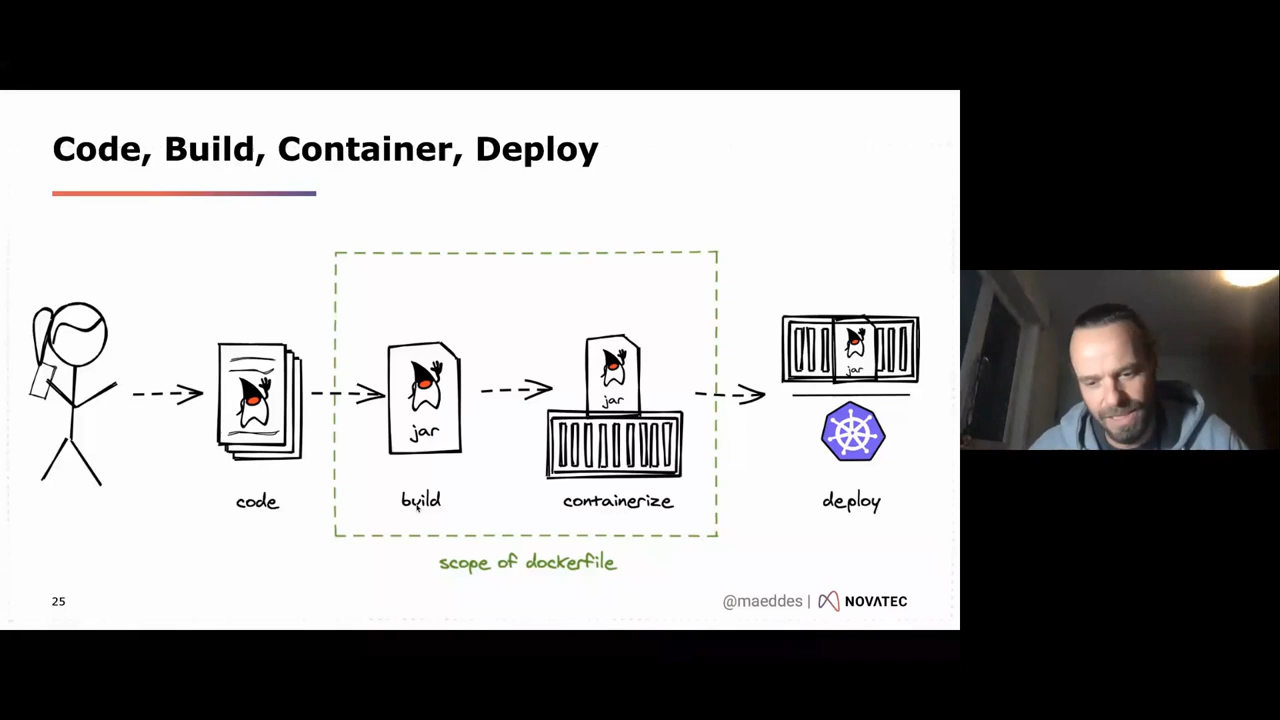 Code, Build, Container, Deploy
jar
jar
jar
code
build
containerize
deploy
scope of dockerfile
25
@maeddes | NOVATEC